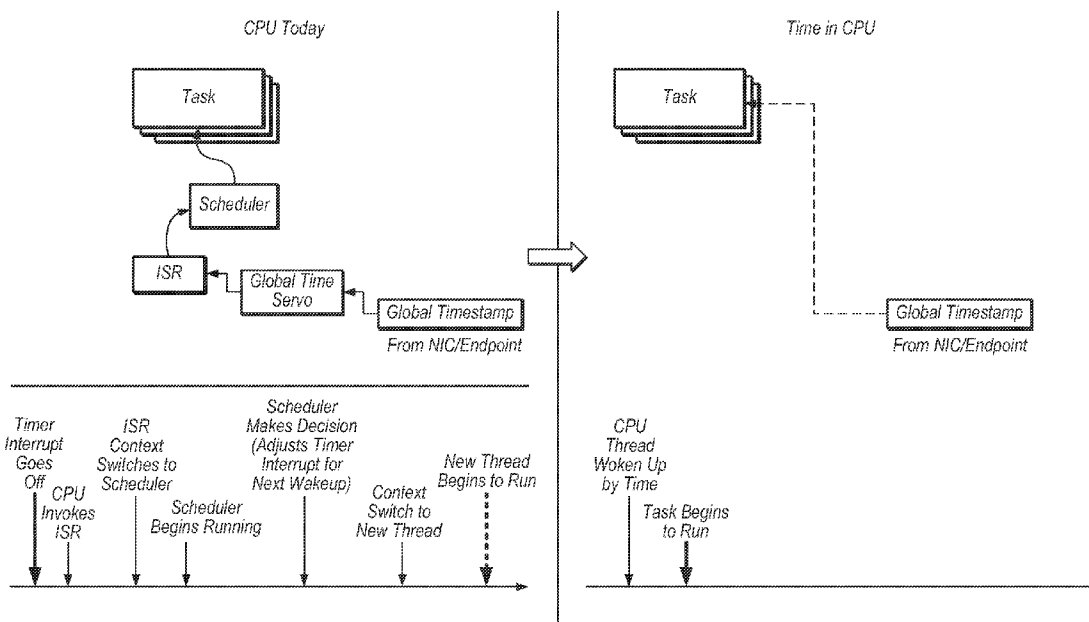 CPU Today
Task
Scheduler
ISR
Global Time
Servo
Global Timestamp
From NIC/Endpoint
Timer
Interrupt
Goes
Off
CPU
Invokes
ISR
ISR
Context
Switches to
Scheduler
Scheduler
Begins Running
Scheduler
Makes Decision
(Adjusts Timer
Interrupt for
Next Wakeup)
Context
Switch to
New Thread
New Thread
Begins to Run
Time in CPU
Task
Global Timestamp
From NIC/Endpoint
CPU
Thread
Woken Up
by Time
Task Begins
to Run